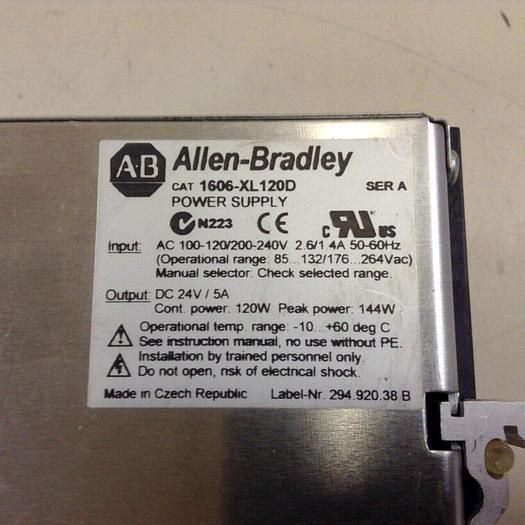 AB Allen-Bradley
CAT 1606-XL120D SER A
POWER SUPPLY
N223 CE c RU US
Input: AC 100-120/200-240V 2.6/1.4A 50-60Hz
(Operational range: 85...132/176...264Vac)
Manual selector: Check selected range.
Output: DC 24V / 5A
Cont. power: 120W Peak power: 144W
Operational temp. range: -10...+60 deg C
See instruction manual, no use without PE.
Installation by trained personnel only.
Do not open, risk of electrical shock.
Made in Czech Republic Label-Nr. 294.920.38 B